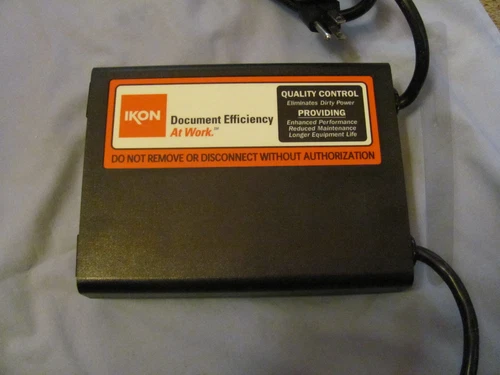 IKON
Document Efficiency
At Work.℠
QUALITY CONTROL
Eliminates Dirty Power
PROVIDING
Enhanced Performance
Reduced Maintenance
Longer Equipment Life
DO NOT REMOVE OR DISCONNECT WITHOUT AUTHORIZATION